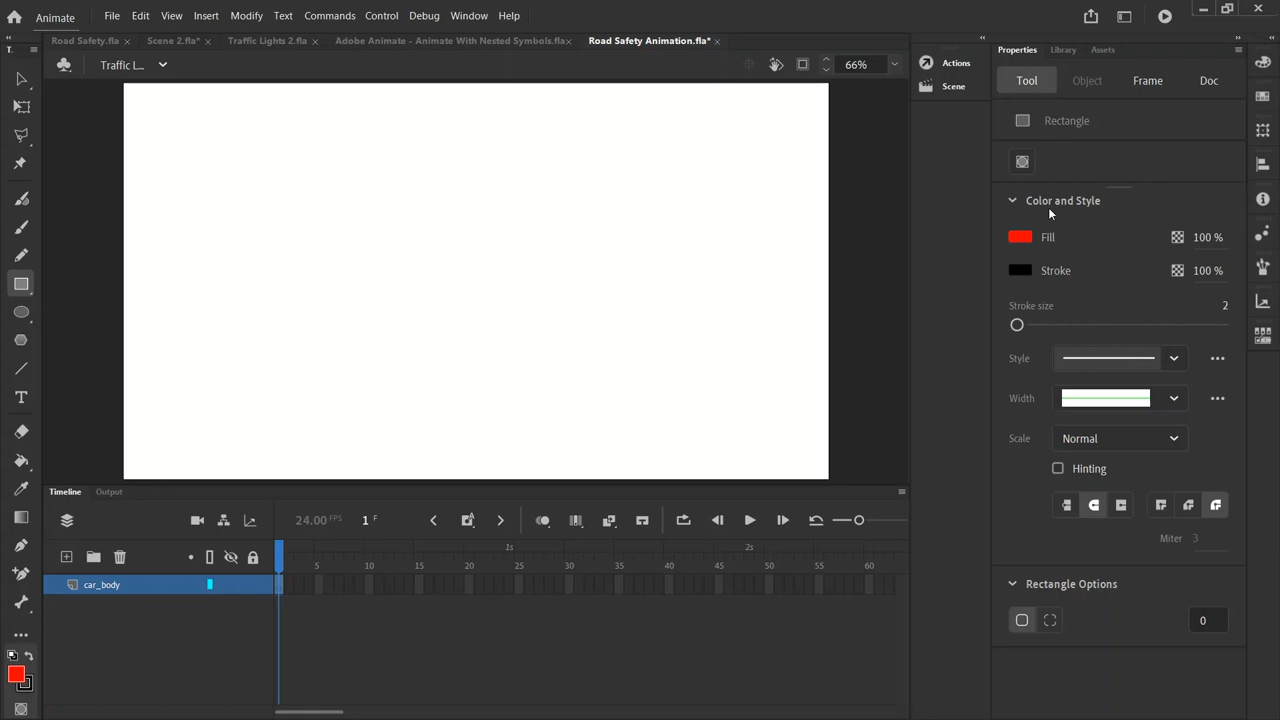 Animate File Edit View Insert Modify Text Commands Control Debug Window Help
Road Safety.fla × Scene 2.fla* × Traffic Lights 2.fla × Adobe Animate - Animate With Nested Symbols.fla× Road Safety Animation.fla* ×
Traffic L... 66%
Actions
Scene
Properties Library Assets
Tool Object Frame Doc
Rectangle
Color and Style
Fill 100 %
Stroke 100 %
Stroke size 2
Style
Width
Scale Normal
Hinting
Miter 3
Rectangle Options
0
T..
Timeline Output
24.00 FPS 1 F
1s 2s
5 10 15 20 25 30 35 40 45 50 55 60
car_body